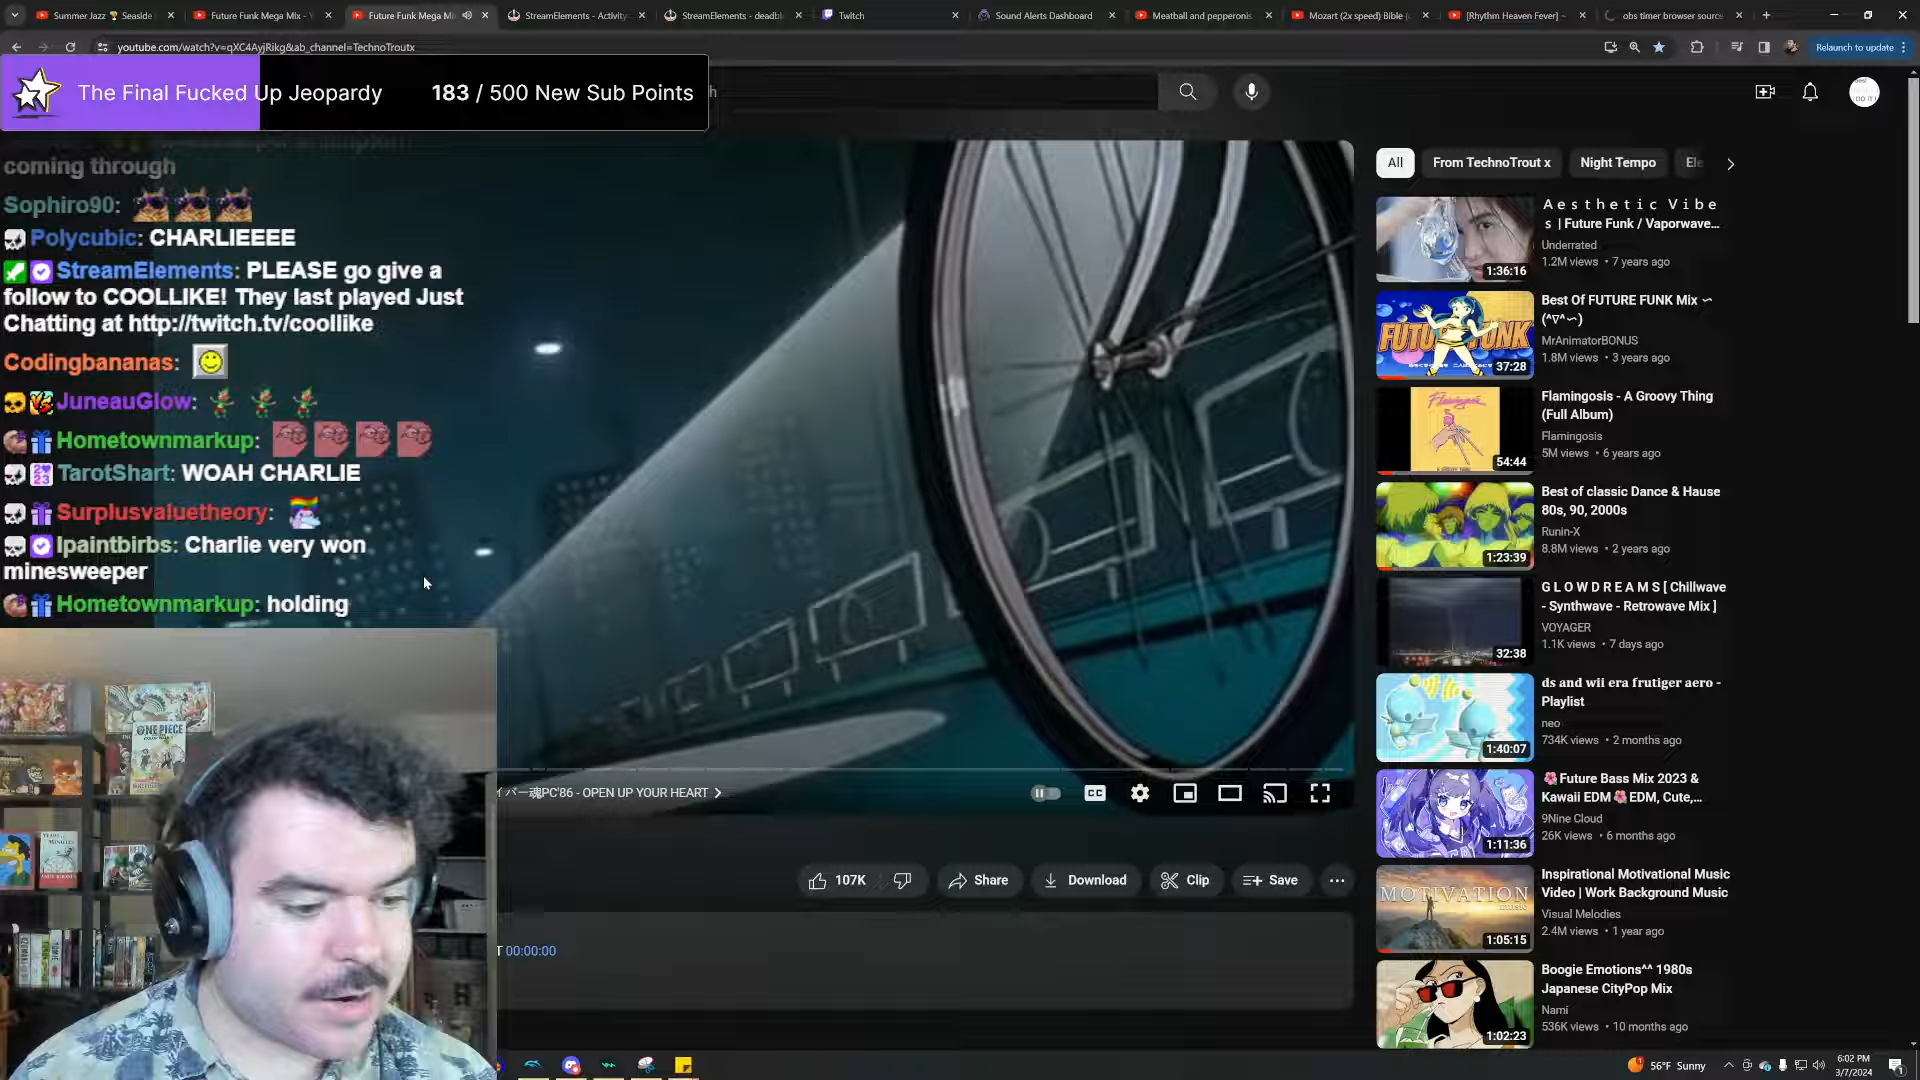 Summer Jazz 🍹 Seaside
Future Funk Mega Mix - Y
Future Funk Mega Mi
StreamElements - Activity
StreamElements - deadb
Twitch
Sound Alerts Dashboard
Meatball and pepperoni
Mozart (2x speed) Bible (
[Rhythm Heaven Fever] -
obs timer browser source
youtube.com/watch?v=qXC4AyjRikg&ab_channel=TechnoTroutx
Relaunch to update
The Final Fucked Up Jeopardy 183 / 500 New Sub Points
coming through
Sophiro90:
Polycubic: CHARLIEEEE
StreamElements: PLEASE go give a
follow to COOLLIKE! They last played Just
Chatting at http://twitch.tv/coollike
Codingbananas:
JuneauGlow:
Hometownmarkup:
TarotShart: WOAH CHARLIE
Surplusvaluetheory:
Ipaintbirbs: Charlie very won
minesweeper
Hometownmarkup: holding
ONE PIECE
イバー魂PC'86 - OPEN UP YOUR HEART
CC
107K
Share
Download
Clip
Save
T 00:00:00
All
From TechnoTrout x
Night Tempo
Ele
Ａｅｓｔｈｅｔｉｃ Ｖｉｂｅ
ｓ | Future Funk / Vaporwave...
Underrated
1.2M views • 7 years ago
1:36:16
Best Of FUTURE FUNK Mix ∽
(^∇^∽)
MrAnimatorBONUS
1.8M views • 3 years ago
37:28
Flamingosis - A Groovy Thing
(Full Album)
Flamingosis
5M views • 6 years ago
54:44
Best of classic Dance & Hause
80s, 90, 2000s
Runin-X
8.8M views • 2 years ago
1:23:39
G L O W D R E A M S [ Chillwave
- Synthwave - Retrowave Mix ]
VOYAGER
1.1K views • 7 days ago
32:38
ds and wii era frutiger aero -
Playlist
neo
734K views • 2 months ago
1:40:07
🌺Future Bass Mix 2023 &
Kawaii EDM🌺EDM, Cute,...
9Nine Cloud
26K views • 6 months ago
1:11:36
Inspirational Motivational Music
Video | Work Background Music
Visual Melodies
2.4M views • 1 year ago
MOTIVATION
1:05:15
Boogie Emotions^^ 1980s
Japanese CityPop Mix
Nami
536K views • 10 months ago
1:02:23
56°F Sunny
6:02 PM
3/7/2024